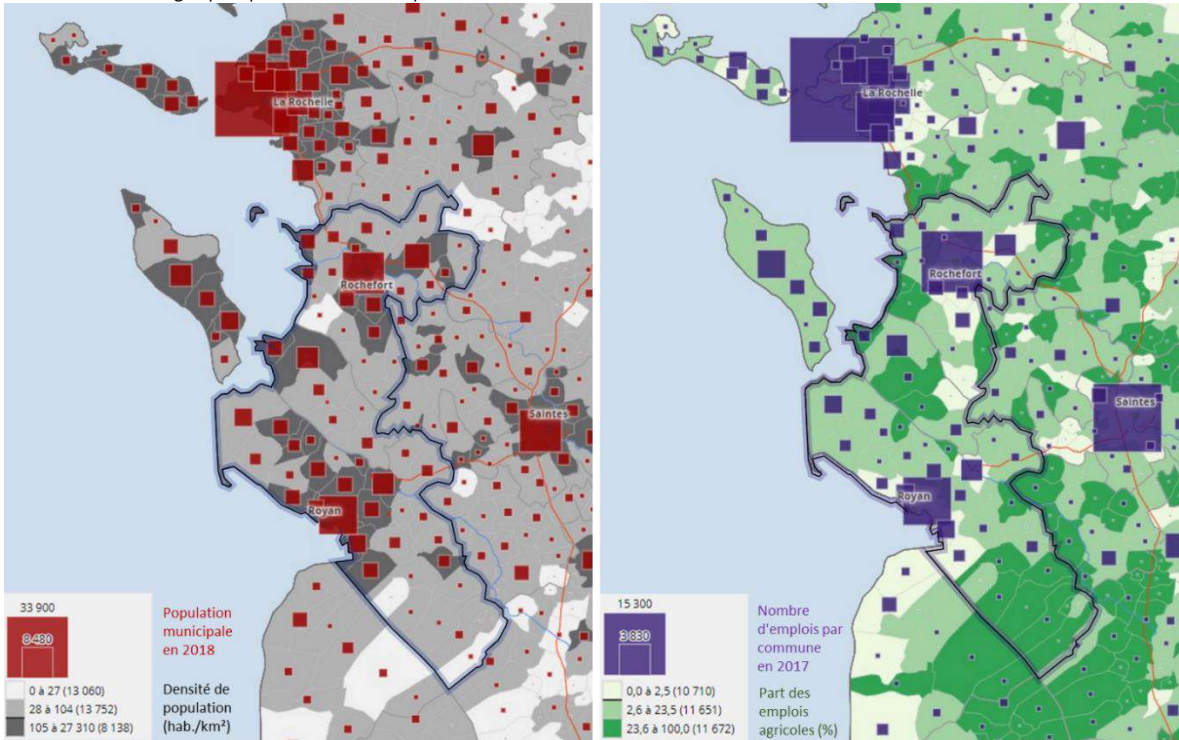 La Rochelle
Rochefort
Saintes
Royan
33 900
8 480
Population
municipale
en 2018
0 à 27 (13 060)
28 à 104 (13 752)
105 à 27 310 (8 138)
Densité de
population
(hab./km²)
La Rochelle
Rochefort
Saintes
Royan
15 300
3 830
Nombre
d'emplois par
commune
en 2017
0,0 à 2,5 (10 710)
2,6 à 23,5 (11 651)
23,6 à 100,0 (11 672)
Part des
emplois
agricoles (%)